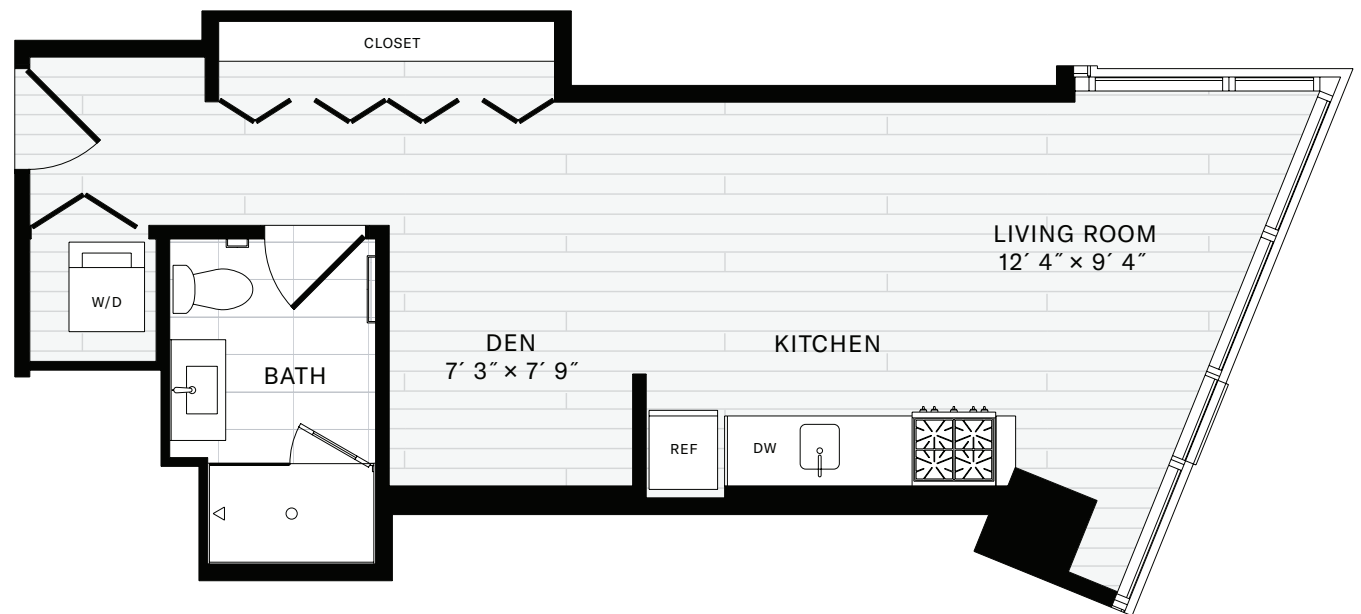 CLOSET
LIVING ROOM
12′ 4″ × 9′ 4″
W/D
DEN
7′ 3″ × 7′ 9″
KITCHEN
BATH
REF
DW